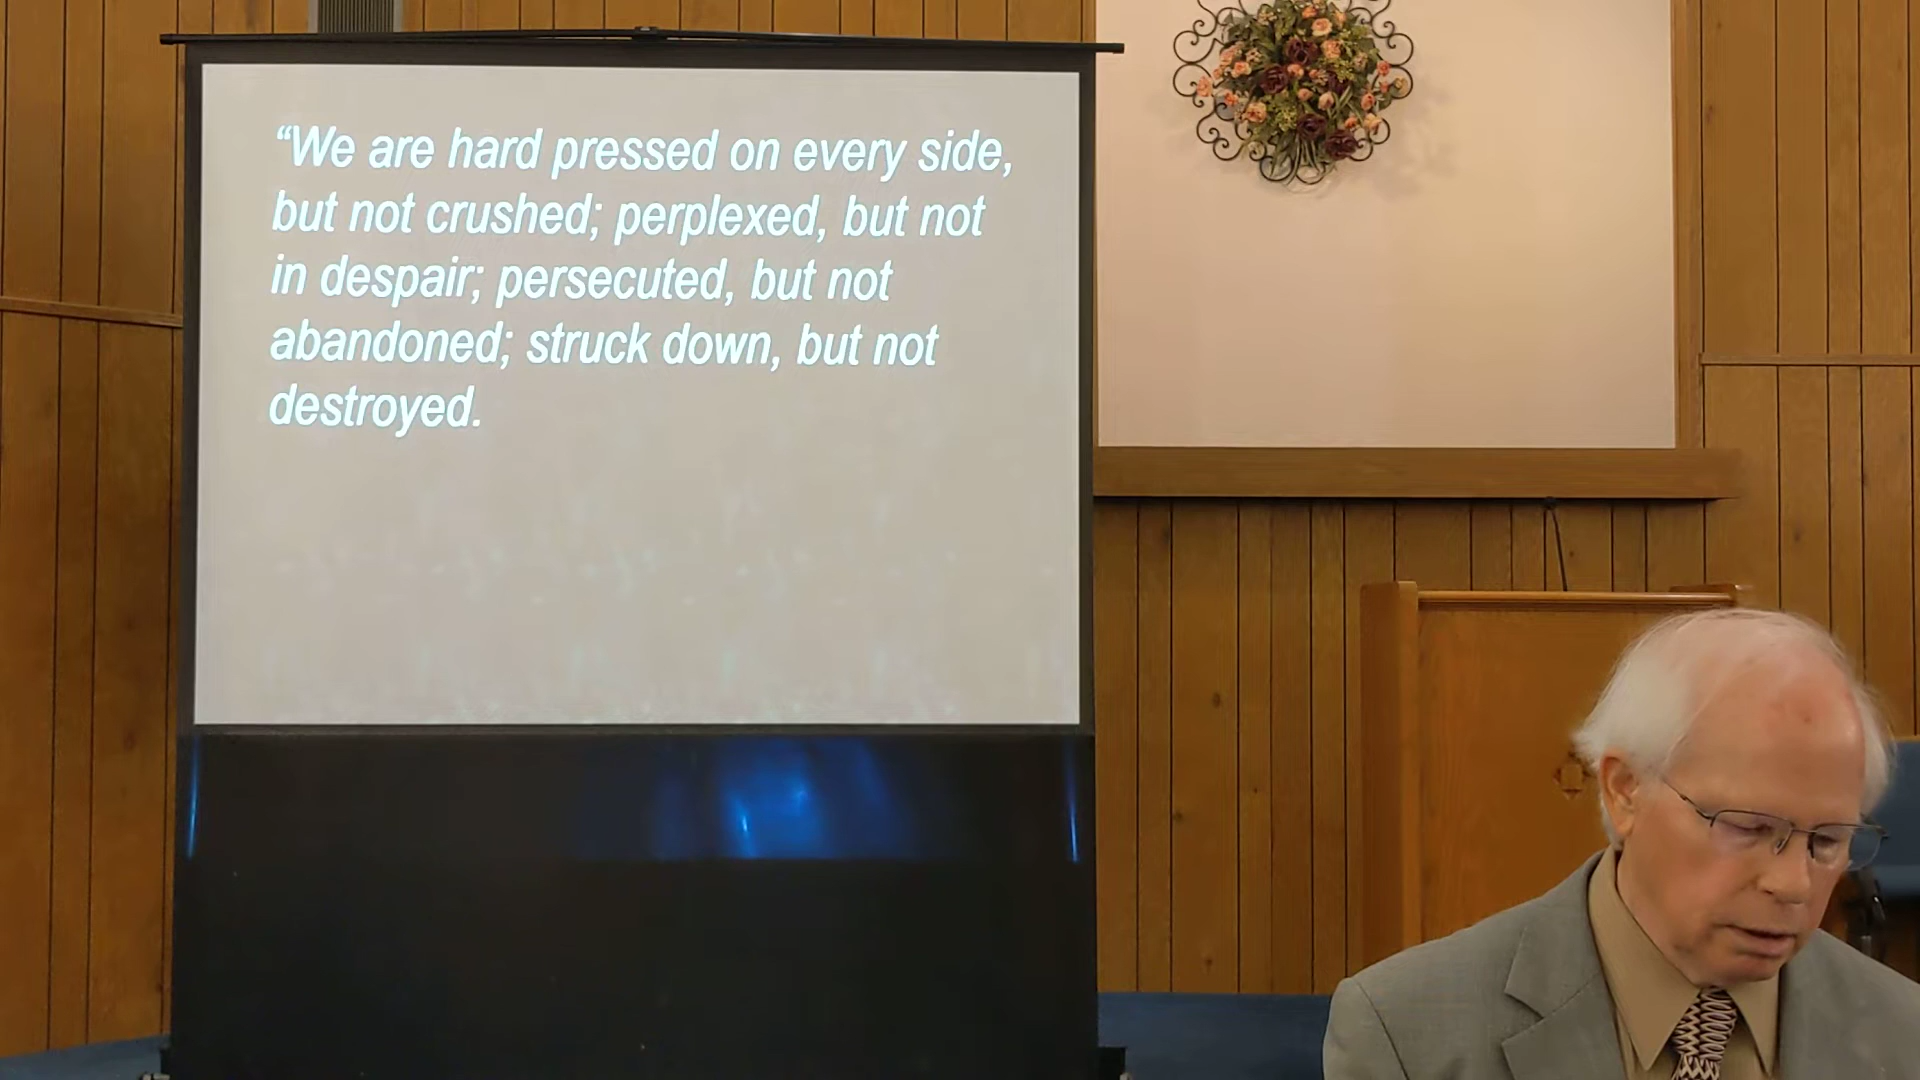 “We are hard pressed on every side,
but not crushed; perplexed, but not
in despair; persecuted, but not
abandoned; struck down, but not
destroyed.